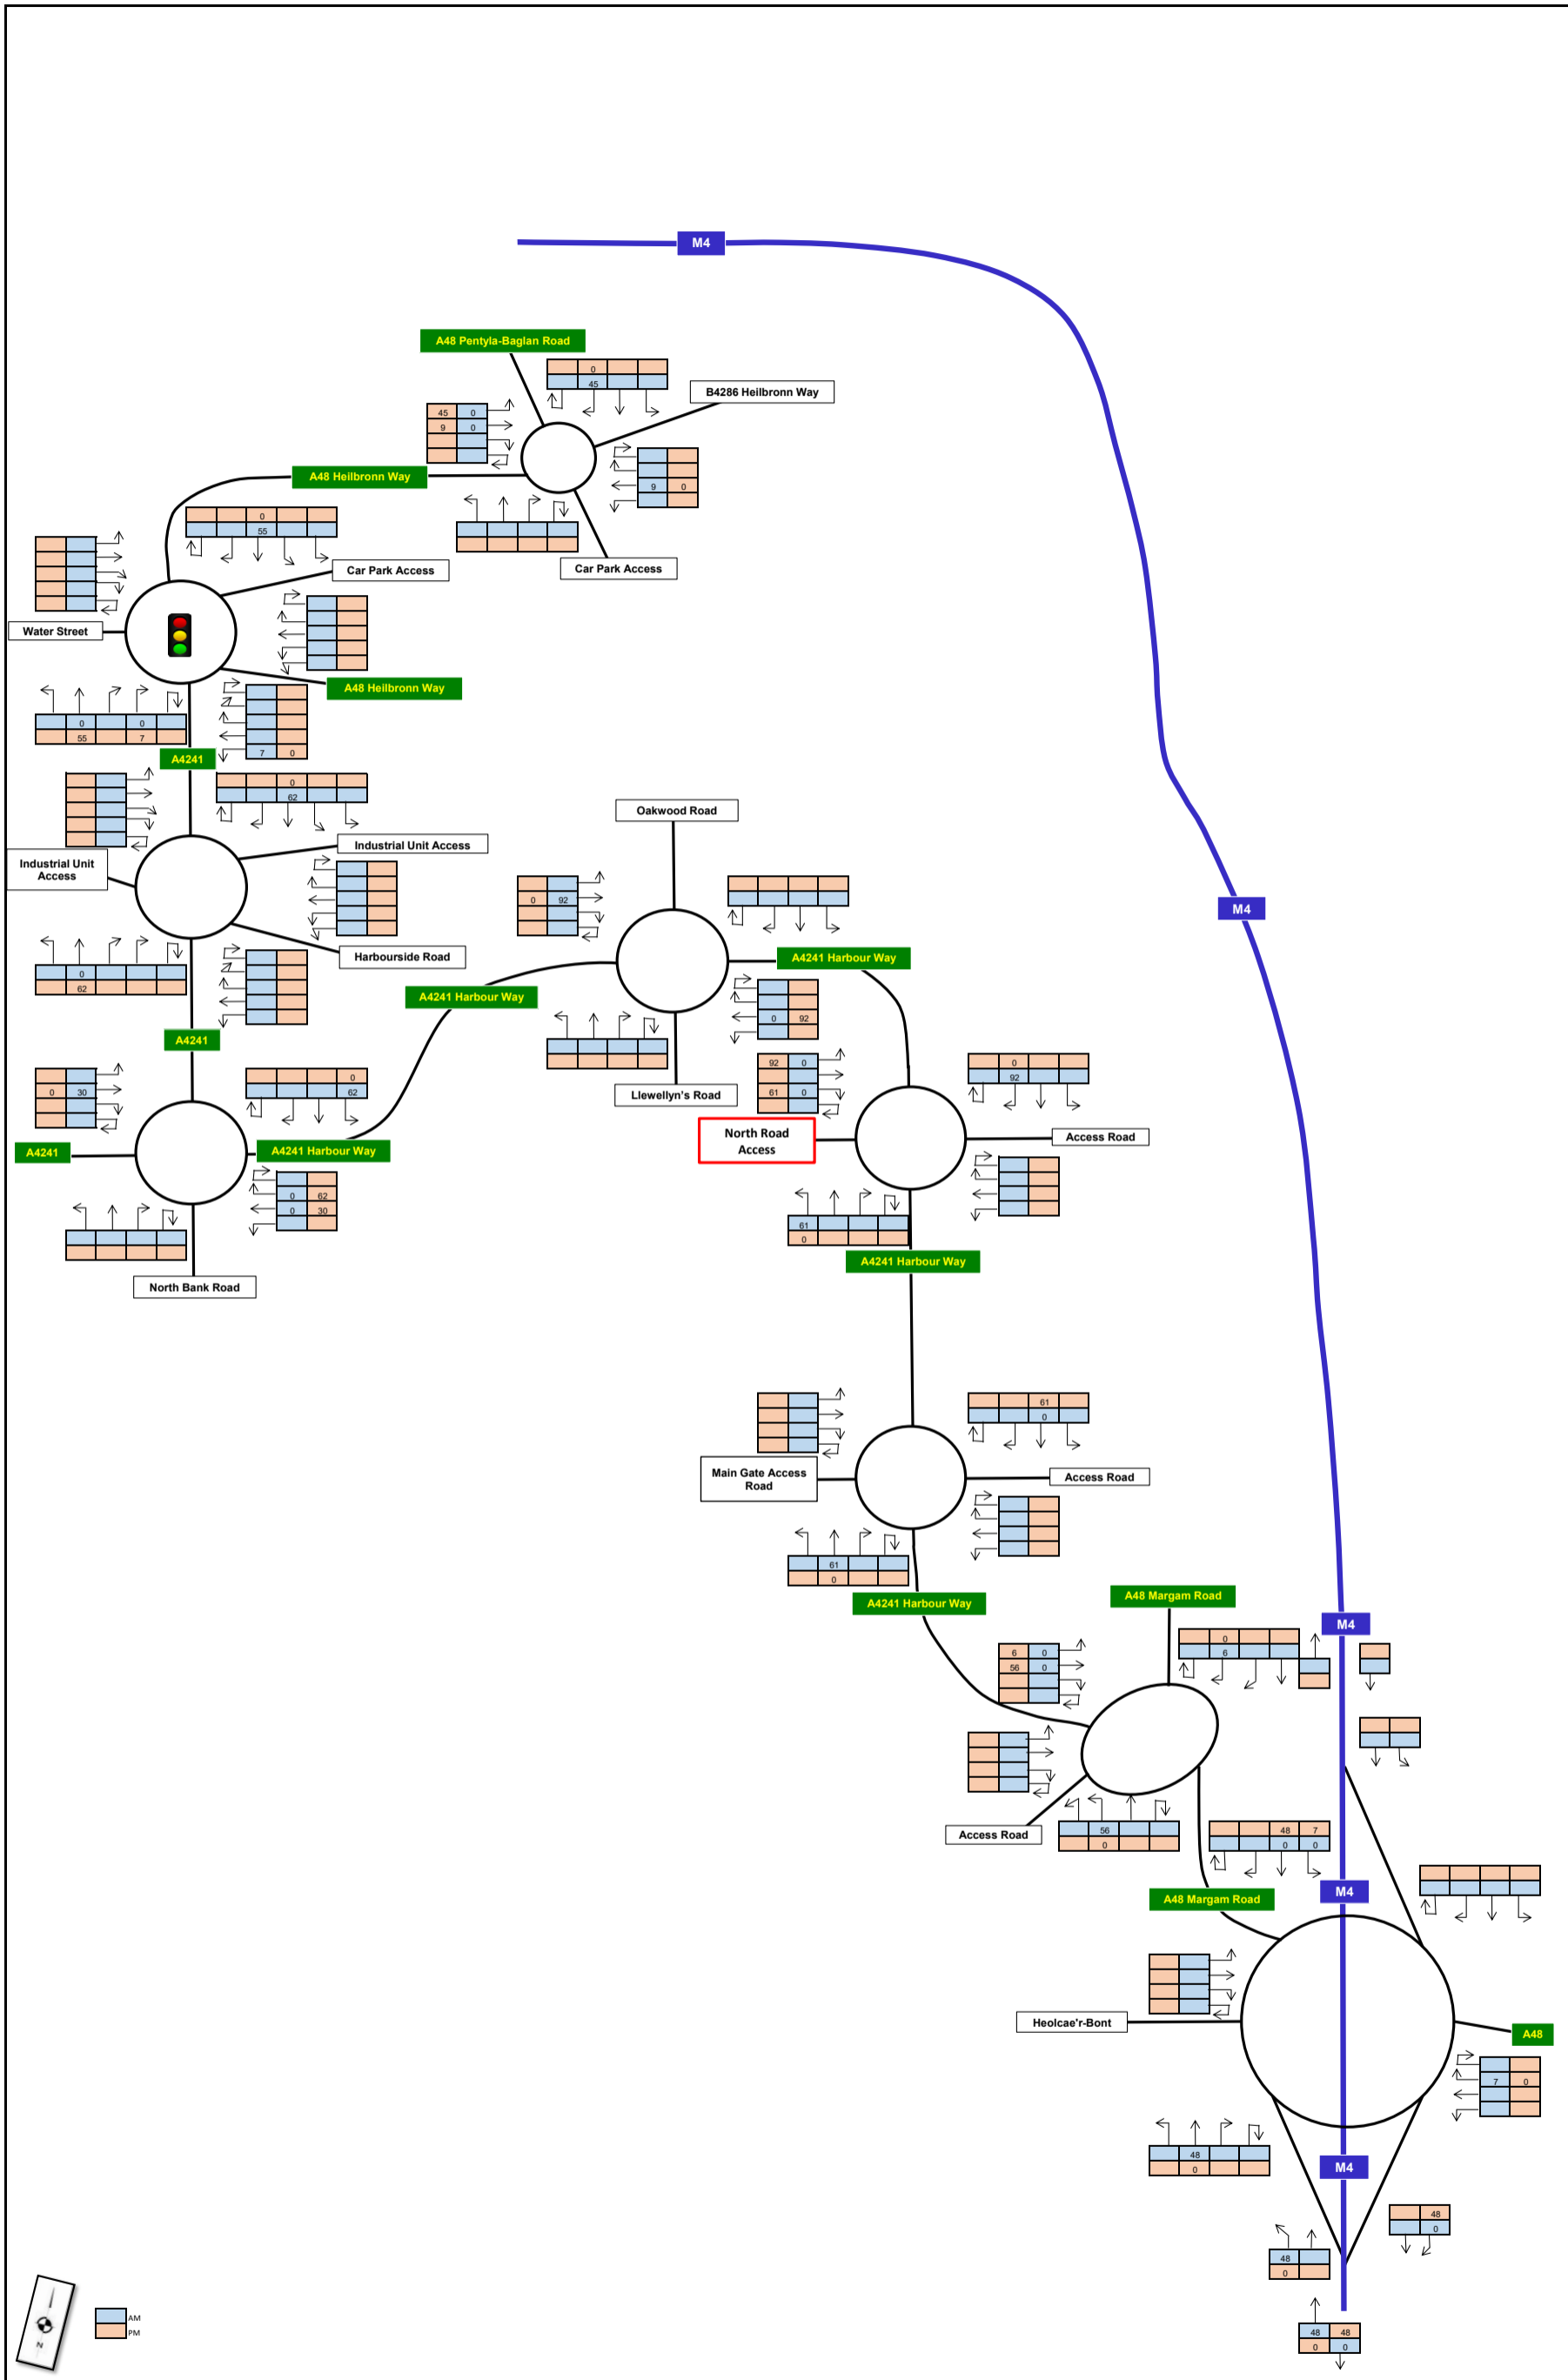 M4
A48 Pentyla-Baglan Road
0
45
B4286 Heilbronn Way
45 0
9 0
A48 Heilbronn Way
9 0
0
55
Car Park Access
Car Park Access
Water Street
A48 Heilbronn Way
0 0
55 7
7 0
A4241
0
62
Oakwood Road
Industrial Unit Access
Industrial Unit
Access
0 92
M4
Harbourside Road
A4241 Harbour Way
0
62
A4241 Harbour Way
0 92
A4241
92 0
61 0
0
92
0 30
0
62
Llewellyn's Road
North Road
Access
Access Road
A4241
A4241 Harbour Way
0 62
0 30
61
0
A4241 Harbour Way
North Bank Road
61
0
Main Gate Access
Road
Access Road
61
0
A4241 Harbour Way
A48 Margam Road
M4
0
6
6 0
56 0
Access Road
56
0
48 7
0 0
A48 Margam Road
M4
Heolcae'r-Bont
A48
7 0
48
0
M4
48
0
48
0
N
AM
PM
48 48
0 0